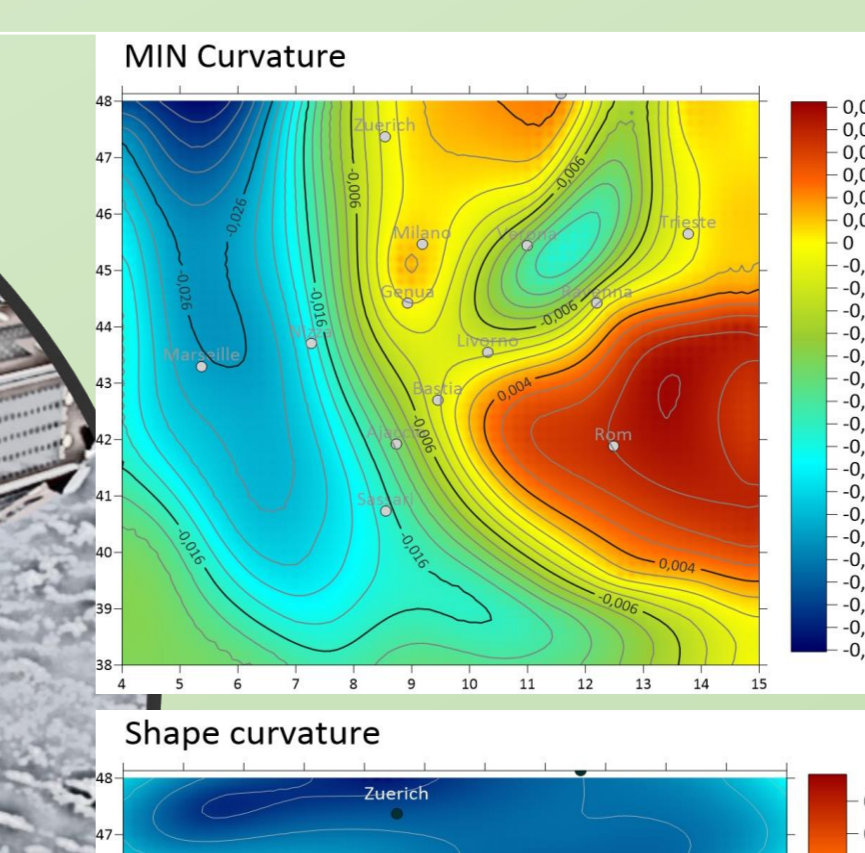 MIN Curvature
48
47
46
45
44
43
42
41
40
39
38
4 5 6 7 8 9 10 11 12 13 14 15
Zuerich
Milano
Verona
Trieste
Genua
Ravenna
Nizza
Livorno
Marseille
Bastia
Ajaccio
Rom
Sassari
-0,006
-0,006
-0,026
-0,026
-0,016
-0,006
0,004
-0,006
-0,016
-0,016
0,004
-0,006
0
Shape curvature
48
47
Zuerich